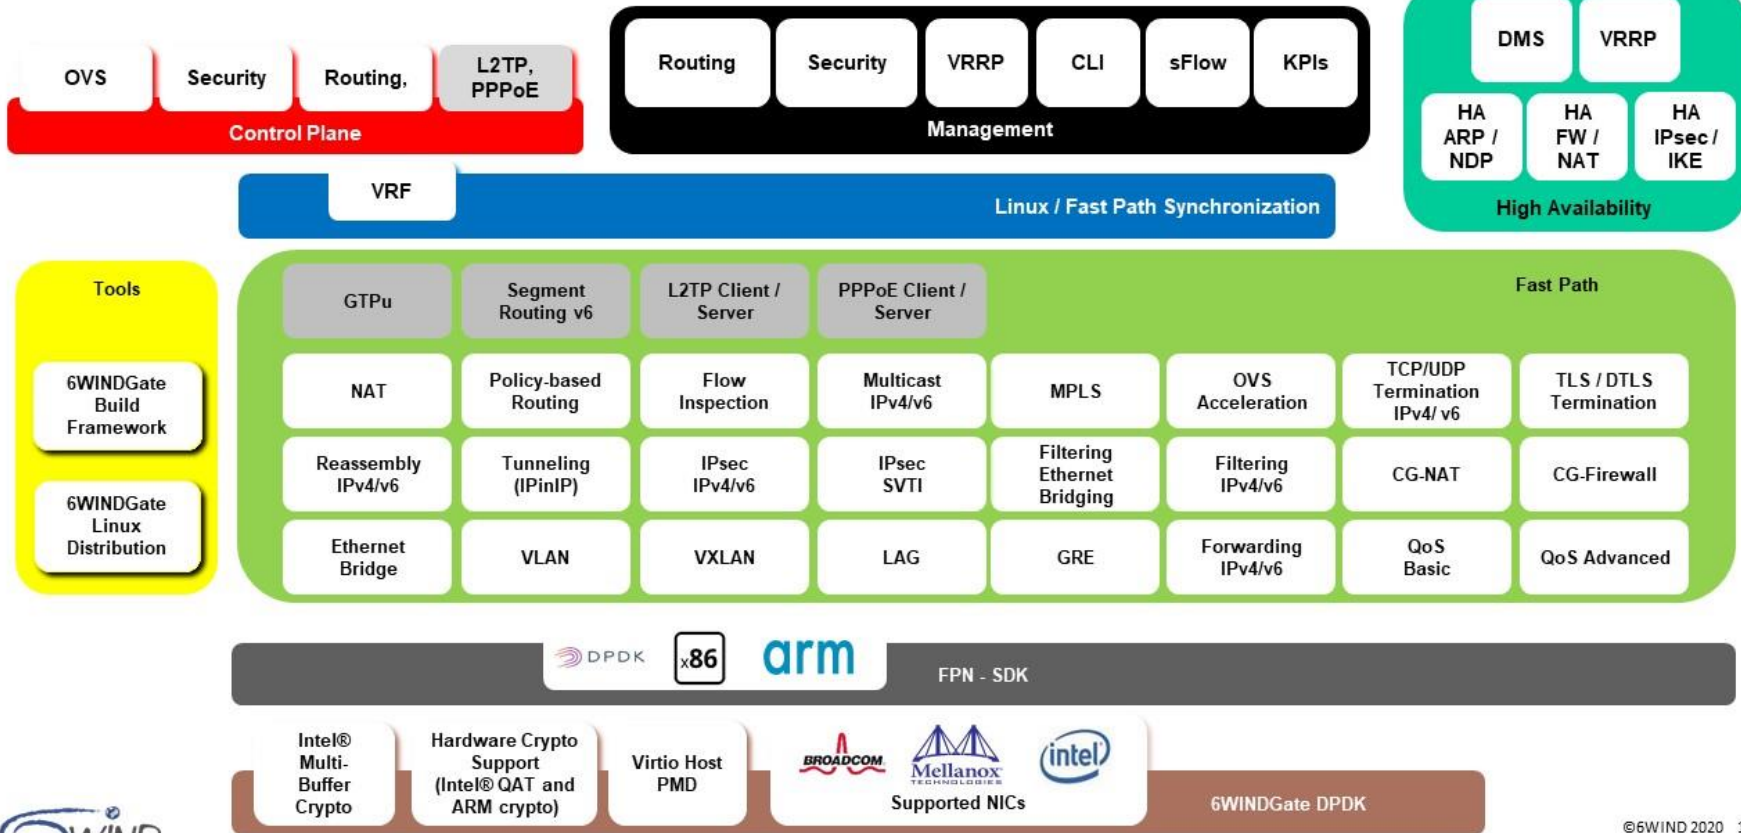 OVS
Security
Routing,
L2TP,
PPPoE
Control Plane
Routing
Security
VRRP
CLI
sFlow
KPIs
Management
DMS
VRRP
HA
ARP /
NDP
HA
FW /
NAT
HA
IPsec /
IKE
High Availability
VRF
Linux / Fast Path Synchronization
Tools
6WINDGate
Build
Framework
6WINDGate
Linux
Distribution
Fast Path
GTPu
Segment
Routing v6
L2TP Client /
Server
PPPoE Client /
Server
NAT
Policy-based
Routing
Flow
Inspection
Multicast
IPv4/v6
MPLS
OVS
Acceleration
TCP/UDP
Termination
IPv4/ v6
TLS / DTLS
Termination
Reassembly
IPv4/v6
Tunneling
(IPinIP)
IPsec
IPv4/v6
IPsec
SVTI
Filtering
Ethernet
Bridging
Filtering
IPv4/v6
CG-NAT
CG-Firewall
Ethernet
Bridge
VLAN
VXLAN
LAG
GRE
Forwarding
IPv4/v6
QoS
Basic
QoS Advanced
DPDK
x86
arm
FPN - SDK
Intel®
Multi-
Buffer
Crypto
Hardware Crypto
Support
(Intel® QAT and
ARM crypto)
Virtio Host
PMD
BROADCOM
Mellanox
TECHNOLOGIES
intel
Supported NICs
6WINDGate DPDK
6WIND
©6WIND 2020 1